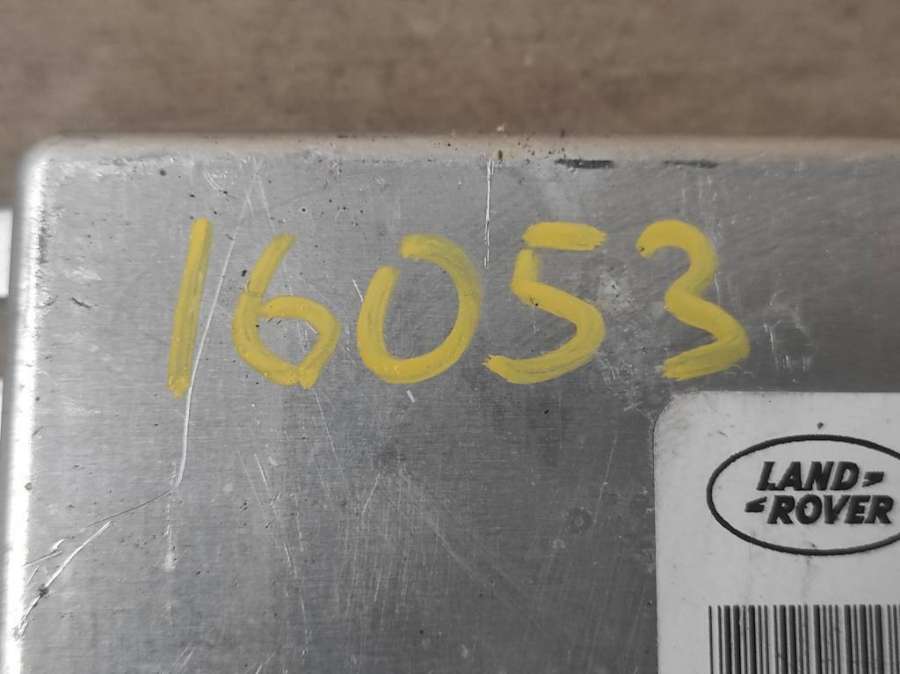 16053
LAND-
-ROVER